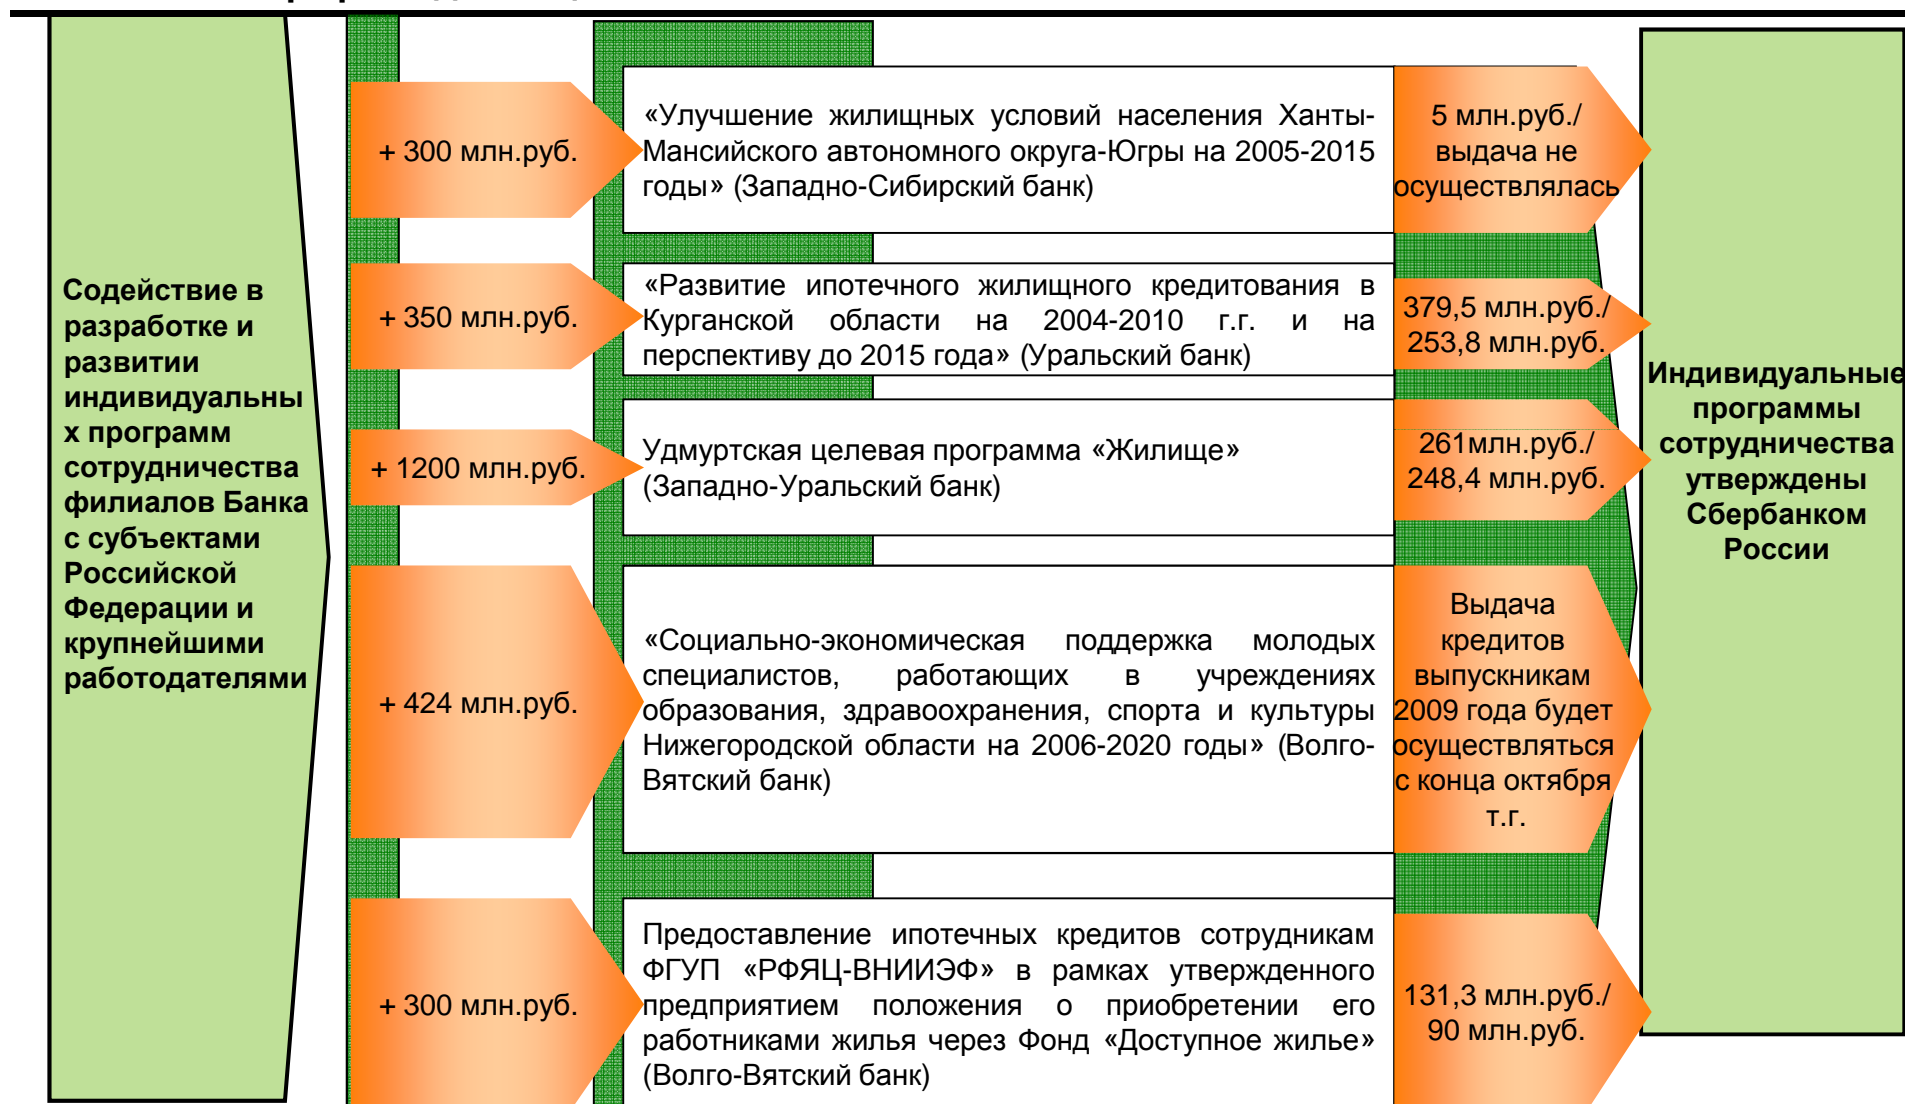 Содействие в
разработке и
развитии
индивидуальны
х программ
сотрудничества
филиалов Банка
с субъектами
Российской
Федерации и
крупнейшими
работодателями
+ 300 млн.руб.
«Улучшение жилищных условий населения Ханты-
Мансийского автономного округа-Югры на 2005-2015
годы» (Западно-Сибирский банк)
5 млн.руб./
выдача не
осуществлялась
+ 350 млн.руб.
«Развитие ипотечного жилищного кредитования в
Курганской области на 2004-2010 г.г. и на
перспективу до 2015 года» (Уральский банк)
379,5 млн.руб./
253,8 млн.руб.
+ 1200 млн.руб.
Удмуртская целевая программа «Жилище»
(Западно-Уральский банк)
261млн.руб./
248,4 млн.руб.
+ 424 млн.руб.
«Социально-экономическая поддержка молодых
специалистов, работающих в учреждениях
образования, здравоохранения, спорта и культуры
Нижегородской области на 2006-2020 годы» (Волго-
Вятский банк)
Выдача
кредитов
выпускникам
2009 года будет
осуществляться
с конца октября
т.г.
+ 300 млн.руб.
Предоставление ипотечных кредитов сотрудникам
ФГУП «РФЯЦ-ВНИИЭФ» в рамках утвержденного
предприятием положения о приобретении его
работниками жилья через Фонд «Доступное жилье»
(Волго-Вятский банк)
131,3 млн.руб./
90 млн.руб.
Индивидуальные
программы
сотрудничества
утверждены
Сбербанком
России